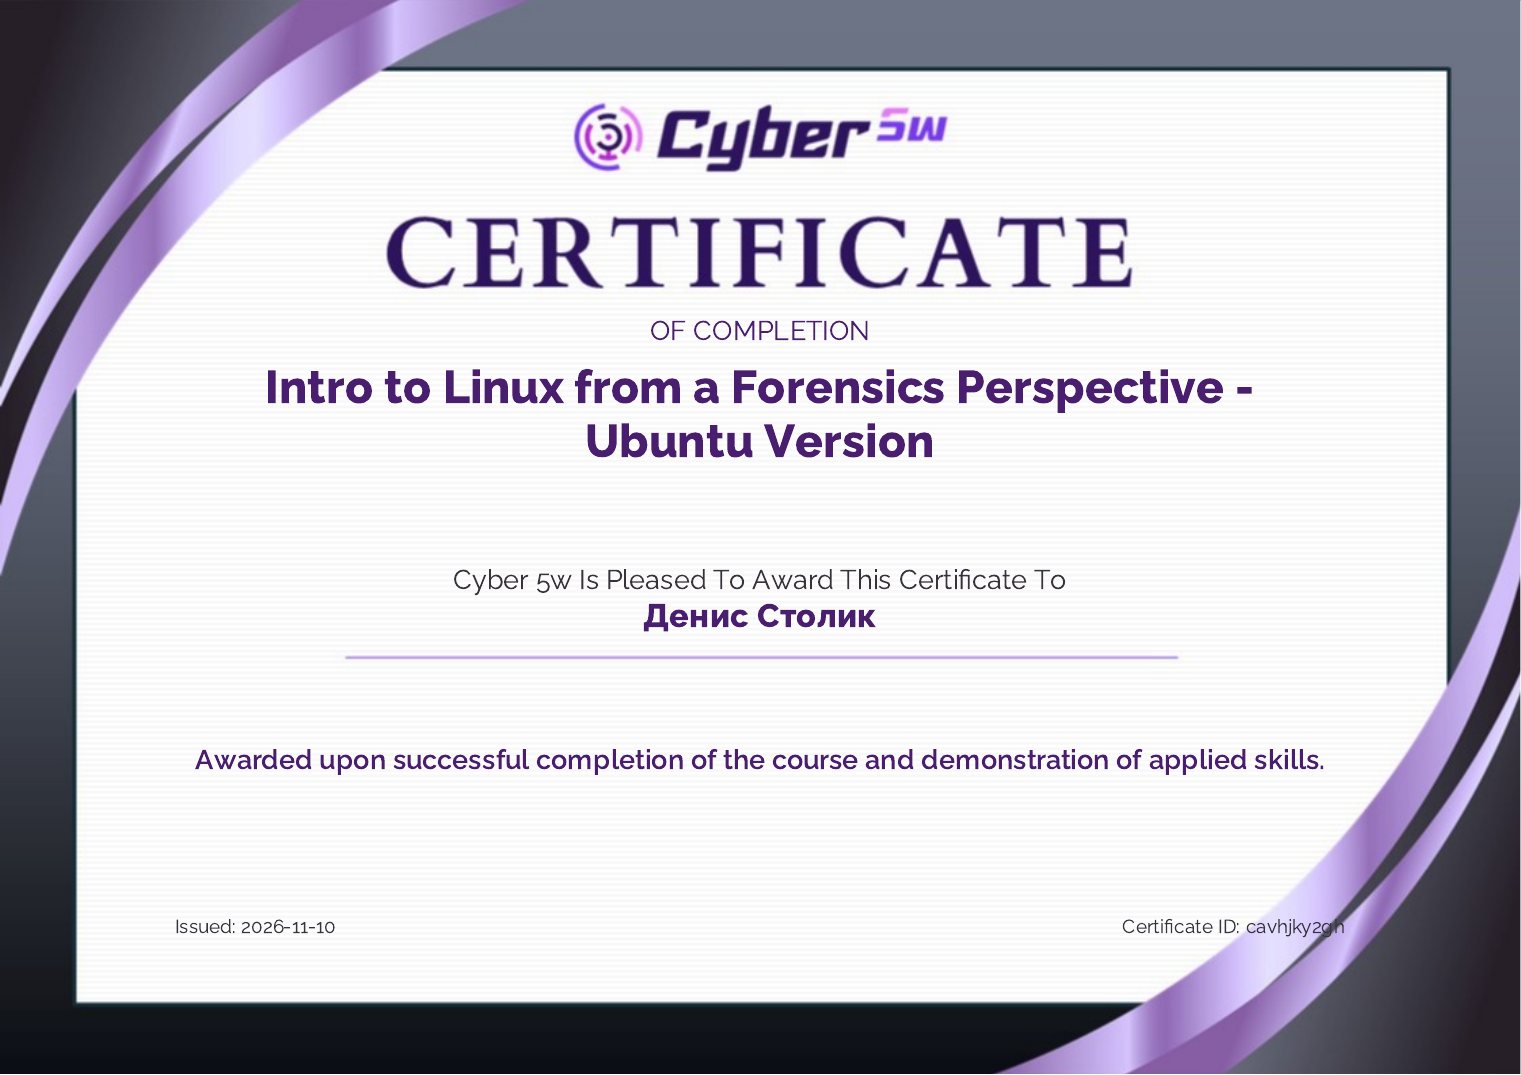 Cyber 5w
CERTIFICATE
OF COMPLETION
Intro to Linux from a Forensics Perspective -
Ubuntu Version
Cyber 5w Is Pleased To Award This Certificate To
Денис Столик
Awarded upon successful completion of the course and demonstration of applied skills.
Issued: 2026-11-10
Certificate ID: cavhjky2gh